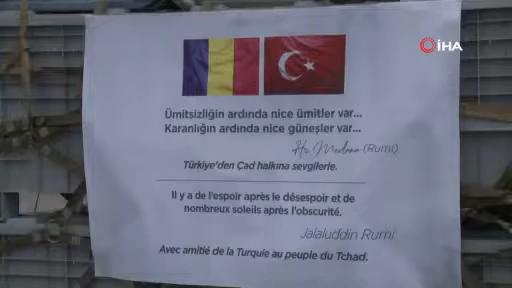 İHA
Ümitsizliğin ardında nice ümitler var...
Karanlığın ardında nice güneşler var...
Hz. Mevlana (Rumi)
Türkiye'den Çad halkına sevgilerle.
Il y a de l'espoir après le désespoir et de
nombreux soleils après l'obscurité.
Jalaluddin Rumi
Avec amitié de la Turquie au peuple du Tchad.